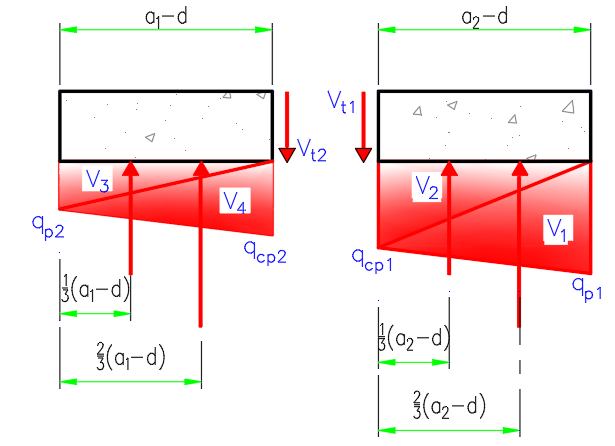 a₁-d
a₂-d
Vt1
Vt2
V₃
V₄
V₂
V₁
qp2
qcp2
qcp1
qp1
⅓(a₁-d)
⅔(a₁-d)
⅓(a₂-d)
⅔(a₂-d)